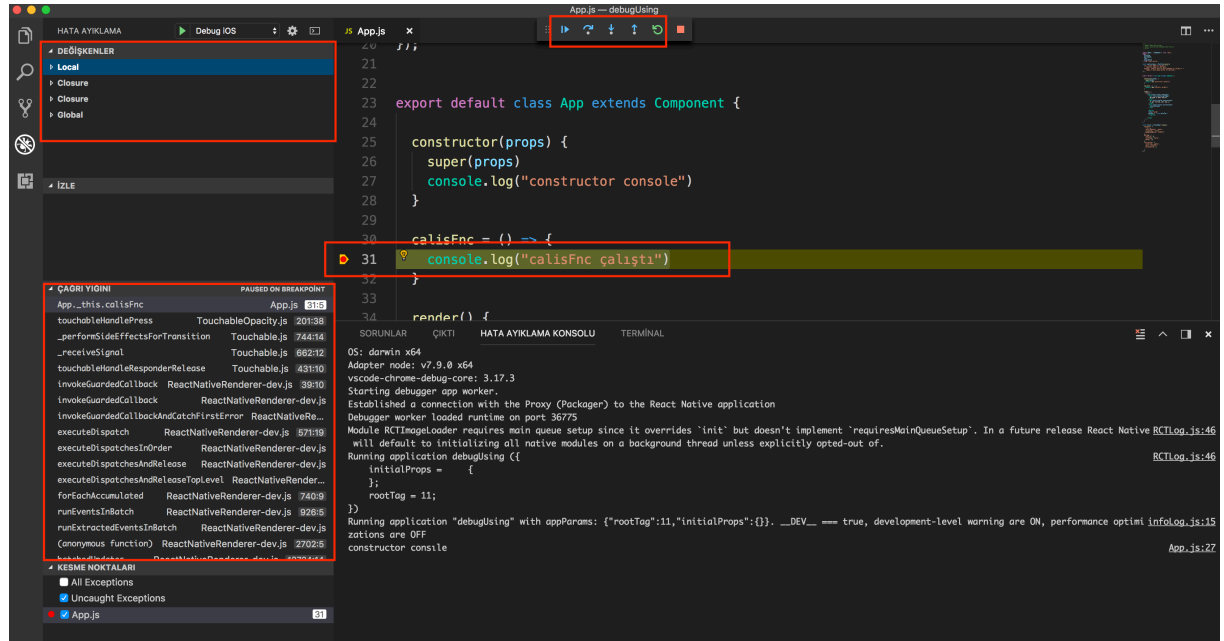 App.js — debugUsing
HATA AYIKLAMA
Debug iOS
DEĞİŞKENLER
Local
Closure
Closure
Global
İZLE
ÇAĞRI YIĞINI PAUSED ON BREAKPOINT
App._this.calisFnc App.js 31:5
touchableHandlePress TouchableOpacity.js 201:38
_performSideEffectsForTransition Touchable.js 744:14
_receiveSignal Touchable.js 662:12
touchableHandleResponderRelease Touchable.js 431:10
invokeGuardedCallback ReactNativeRenderer-dev.js 39:10
invokeGuardedCallback ReactNativeRenderer-dev.js
invokeGuardedCallbackAndCatchFirstError ReactNativeRe...
executeDispatch ReactNativeRenderer-dev.js 571:19
executeDispatchesInOrder ReactNativeRenderer-dev.js
executeDispatchesAndRelease ReactNativeRenderer-dev.js
executeDispatchesAndReleaseTopLevel ReactNativeRender...
forEachAccumulated ReactNativeRenderer-dev.js 740:9
runEventsInBatch ReactNativeRenderer-dev.js 926:5
runExtractedEventsInBatch ReactNativeRenderer-dev.js
(anonymous function) ReactNativeRenderer-dev.js 2702:5
batchedUpdates ReactNativeRenderer-dev.js
KESME NOKTALARI
All Exceptions
Uncaught Exceptions
App.js 31
JS App.js ×
20 });
21
22
23 export default class App extends Component {
24
25 constructor(props) {
26 super(props)
27 console.log("constructor console")
28 }
29
30 calisFnc = () => {
31 console.log("calisFnc çalıştı")
32 }
33
34 render() {
SORUNLAR ÇIKTI HATA AYIKLAMA KONSOLU TERMİNAL
OS: darwin x64
Adapter node: v7.9.0 x64
vscode-chrome-debug-core: 3.17.3
Starting debugger app worker.
Established a connection with the Proxy (Packager) to the React Native application
Debugger worker loaded runtime on port 36775
Module RCTImageLoader requires main queue setup since it overrides `init` but doesn't implement `requiresMainQueueSetup`. In a future release React Native RCTLog.js:46
will default to initializing all native modules on a background thread unless explicitly opted-out of.
Running application debugUsing ({ RCTLog.js:46
initialProps = {
};
rootTag = 11;
})
Running application "debugUsing" with appParams: {"rootTag":11,"initialProps":{}}. __DEV__ === true, development-level warning are ON, performance optimi infoLog.js:15
zations are OFF
constructor consıle App.js:27